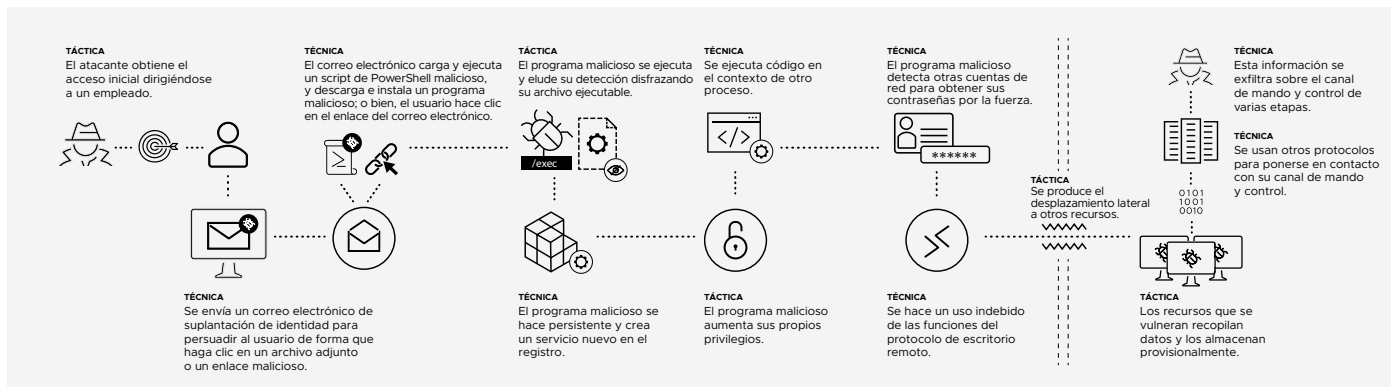 TÁCTICA
El atacante obtiene el
acceso inicial dirigiéndose
a un empleado.
TÉCNICA
Se envía un correo electrónico de
suplantación de identidad para
persuadir al usuario de forma que
haga clic en un archivo adjunto
o un enlace malicioso.
TÉCNICA
El correo electrónico carga y ejecuta
un script de PowerShell malicioso,
y descarga e instala un programa
malicioso; o bien, el usuario hace clic
en el enlace del correo electrónico.
TÁCTICA
El programa malicioso se ejecuta
y elude su detección disfrazando
su archivo ejecutable.
/exec
TÉCNICA
El programa malicioso se
hace persistente y crea
un servicio nuevo en el
registro.
TÉCNICA
Se ejecuta código en
el contexto de otro
proceso.
</>
TÁCTICA
El programa malicioso
aumenta sus propios
privilegios.
TÉCNICA
El programa malicioso
detecta otras cuentas de
red para obtener sus
contraseñas por la fuerza.
******
TÉCNICA
Se hace un uso indebido
de las funciones del
protocolo de escritorio
remoto.
TÁCTICA
Se produce el
desplazamiento lateral
a otros recursos.
TÉCNICA
Esta información se
exfiltra sobre el canal
de mando y control de
varias etapas.
TÉCNICA
Se usan otros protocolos
para ponerse en contacto
con su canal de mando
y control.
0101
1001
0010
TÁCTICA
Los recursos que se
vulneran recopilan
datos y los almacenan
provisionalmente.